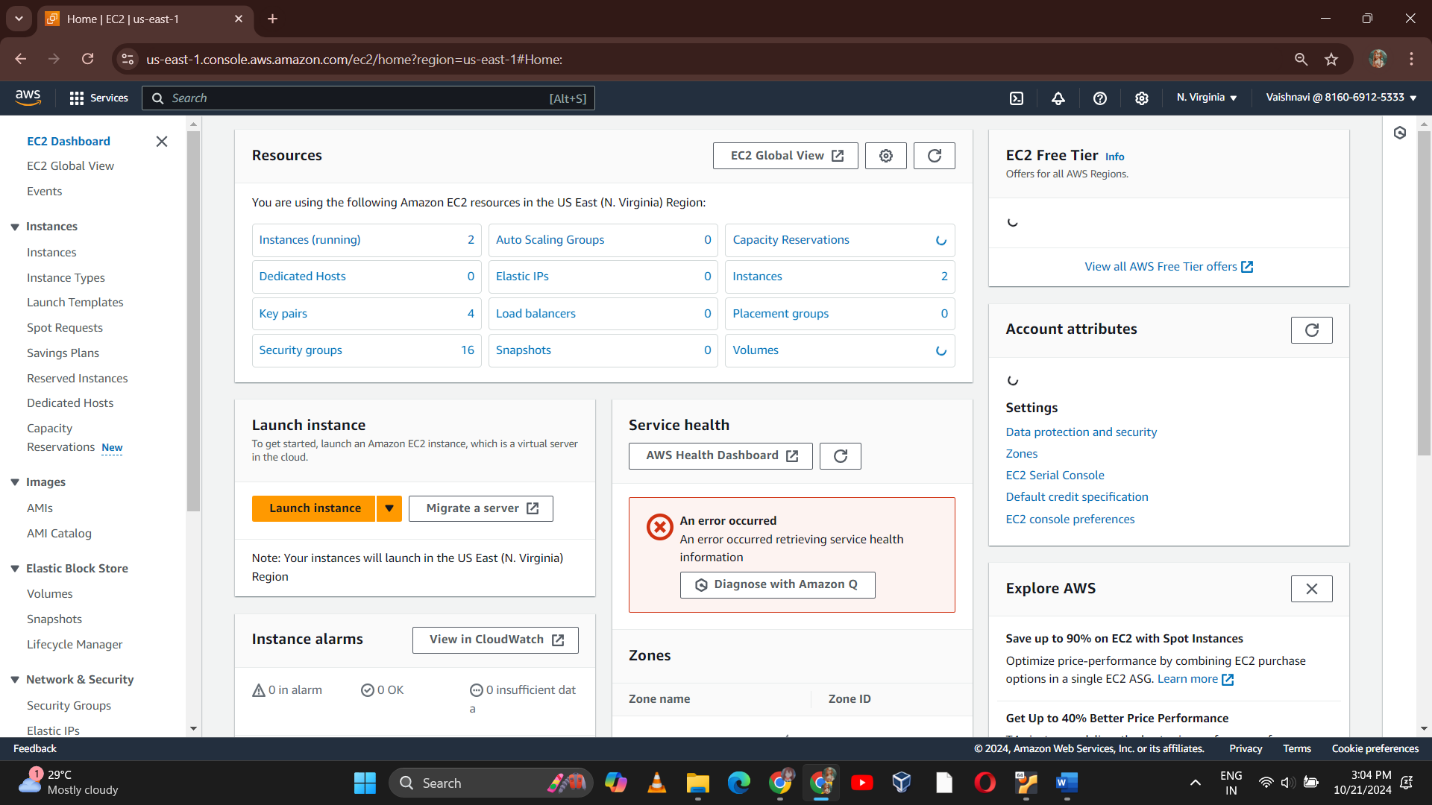 Home | EC2 | us-east-1
us-east-1.console.aws.amazon.com/ec2/home?region=us-east-1#Home:
aws
Services
Search
[Alt+S]
N. Virginia
Vaishnavi @ 8160-6912-5333
EC2 Dashboard
EC2 Global View
Events
Instances
Instances
Instance Types
Launch Templates
Spot Requests
Savings Plans
Reserved Instances
Dedicated Hosts
Capacity
Reservations New
Images
AMIs
AMI Catalog
Elastic Block Store
Volumes
Snapshots
Lifecycle Manager
Network & Security
Security Groups
Elastic IPs
Resources
EC2 Global View
You are using the following Amazon EC2 resources in the US East (N. Virginia) Region:
Instances (running) 2
Auto Scaling Groups 0
Capacity Reservations
Dedicated Hosts 0
Elastic IPs 0
Instances 2
Key pairs 4
Load balancers 0
Placement groups 0
Security groups 16
Snapshots 0
Volumes
Launch instance
To get started, launch an Amazon EC2 instance, which is a virtual server
in the cloud.
Launch instance
Migrate a server
Note: Your instances will launch in the US East (N. Virginia)
Region
Instance alarms
View in CloudWatch
0 in alarm
0 OK
0 insufficient dat
a
Service health
AWS Health Dashboard
An error occurred
An error occurred retrieving service health
information
Diagnose with Amazon Q
Zones
Zone name
Zone ID
EC2 Free Tier Info
Offers for all AWS Regions.
View all AWS Free Tier offers
Account attributes
Settings
Data protection and security
Zones
EC2 Serial Console
Default credit specification
EC2 console preferences
Explore AWS
Save up to 90% on EC2 with Spot Instances
Optimize price-performance by combining EC2 purchase
options in a single EC2 ASG. Learn more
Get Up to 40% Better Price Performance
Feedback
© 2024, Amazon Web Services, Inc. or its affiliates.
Privacy
Terms
Cookie preferences
1
29°C
Mostly cloudy
Search
ENG
IN
3:04 PM
10/21/2024